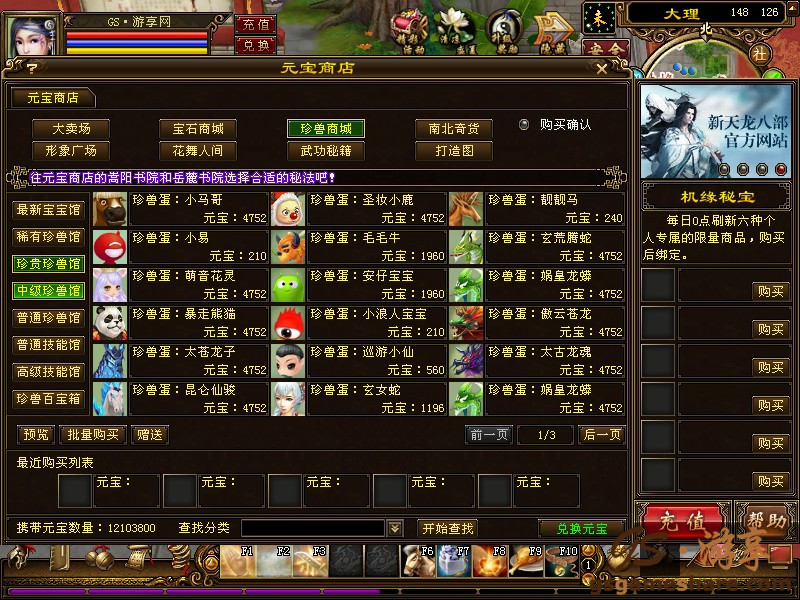 GS·游享网
充值
兑换
安全
未
大理 148 126
北
社
?
元宝商店
元宝商店
大卖场 宝石商城 珍兽商城 南北奇货 购买确认
形象广场 花舞人间 武功秘籍 打造图
往元宝商店的嵩阳书院和岳麓书院选择合适的秘法吧!
最新宝宝馆
稀有珍兽馆
珍贵珍兽馆
中级珍兽馆
普通珍兽馆
普通技能馆
高级技能馆
珍兽百宝箱
珍兽蛋:小马哥 珍兽蛋:圣妆小鹿 珍兽蛋:靓靓马
元宝:4752 元宝:4752 元宝:240
珍兽蛋:小易 珍兽蛋:毛毛牛 珍兽蛋:玄荒腾蛇
元宝:210 元宝:1960 元宝:4752
珍兽蛋:萌音花灵 珍兽蛋:安仔宝宝 珍兽蛋:娲皇龙蟒
元宝:4752 元宝:1960 元宝:4752
珍兽蛋:暴走熊猫 珍兽蛋:小浪人宝宝 珍兽蛋:傲云苍龙
元宝:4752 元宝:210 元宝:4752
珍兽蛋:太苍龙子 珍兽蛋:巡游小仙 珍兽蛋:太古龙魂
元宝:4752 元宝:560 元宝:4752
珍兽蛋:昆仑仙骏 珍兽蛋:玄女蛇 珍兽蛋:娲皇龙蟒
元宝:4752 元宝:1196 元宝:4752
预览 批量购买 赠送 前一页 1/3 后一页
最近购买列表
元宝: 元宝: 元宝: 元宝: 元宝:
携带元宝数量:12103800 查找分类 开始查找 兑换元宝
新天龙八部
官方网站
机缘秘宝
每日0点刷新六种个
人专属的限量商品,购买
后绑定。
购买
购买
购买
购买
购买
购买
充值 帮助
F1 F2 F3 F6 F7 F8 F9 F10
1
GS·游享